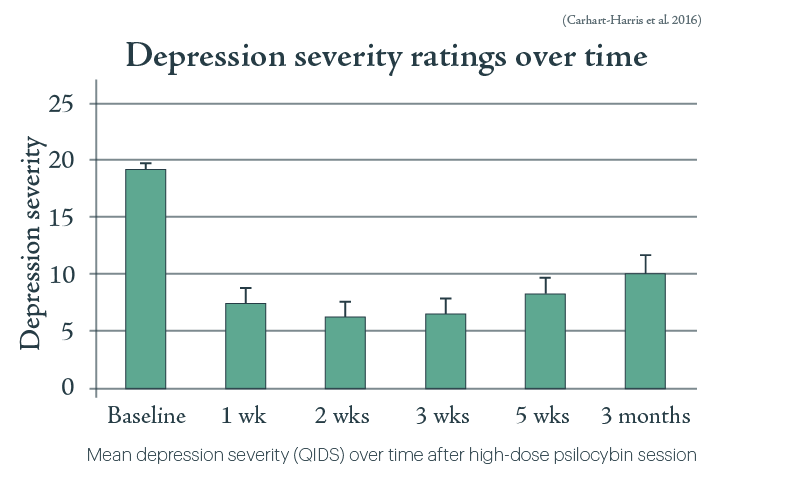 (Carhart-Harris et al. 2016)
Depression severity ratings over time
Depression severity
25
20
15
10
5
0
Baseline 1 wk 2 wks 3 wks 5 wks 3 months
Mean depression severity (QIDS) over time after high-dose psilocybin session